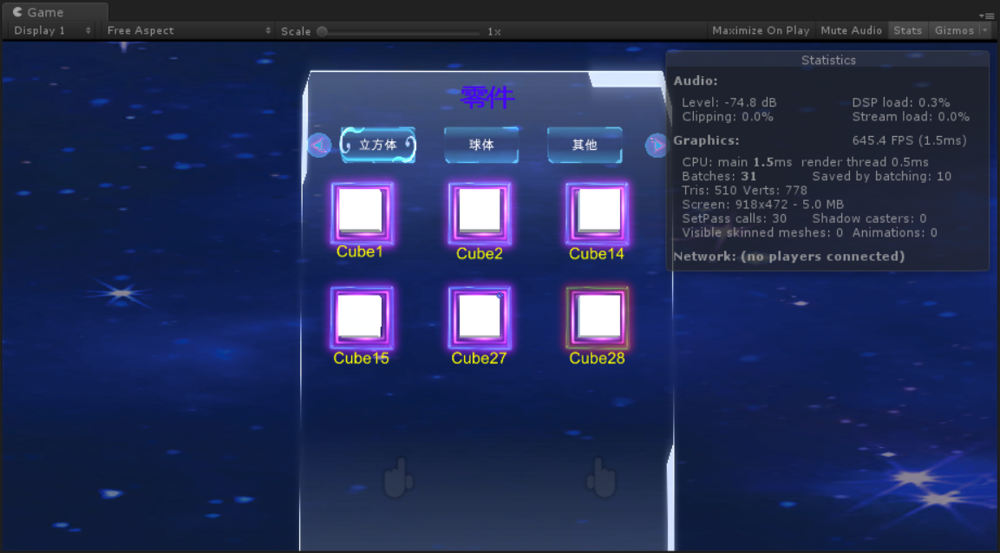 Game
Display 1 Free Aspect Scale 1x Maximize On Play Mute Audio Stats Gizmos
零件
立方体 球体 其他
Cube1 Cube2 Cube14
Cube15 Cube27 Cube28
Statistics
Audio:
Level: -74.8 dB DSP load: 0.3%
Clipping: 0.0% Stream load: 0.0%
Graphics: 645.4 FPS (1.5ms)
CPU: main 1.5ms render thread 0.5ms
Batches: 31 Saved by batching: 10
Tris: 510 Verts: 778
Screen: 918x472 - 5.0 MB
SetPass calls: 30 Shadow casters: 0
Visible skinned meshes: 0 Animations: 0
Network: (no players connected)